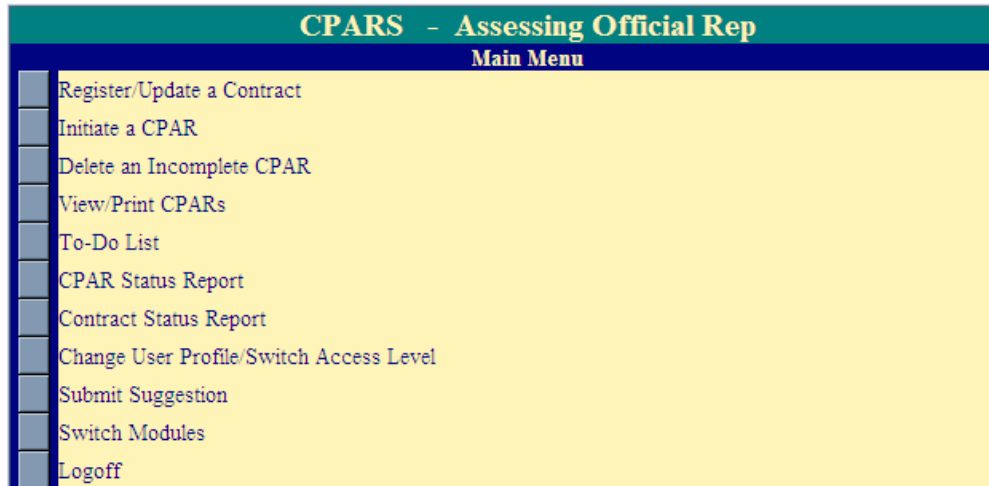 CPARS - Assessing Official Rep
Main Menu
Register/Update a Contract
Initiate a CPAR
Delete an Incomplete CPAR
View/Print CPARs
To-Do List
CPAR Status Report
Contract Status Report
Change User Profile/Switch Access Level
Submit Suggestion
Switch Modules
Logoff